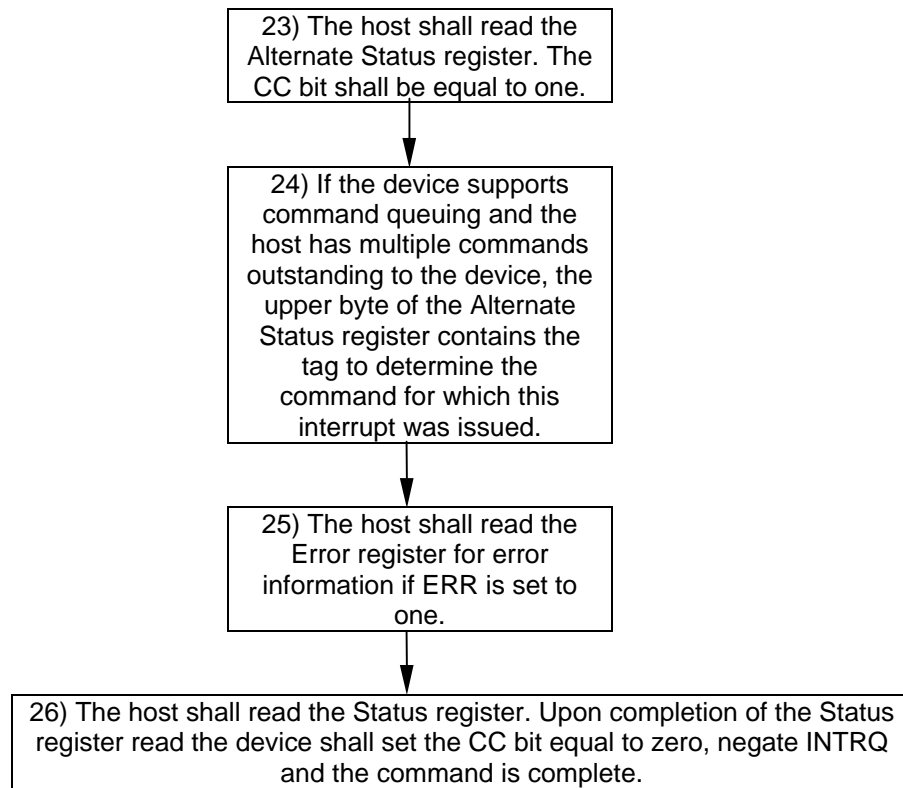 23) The host shall read the
Alternate Status register. The
CC bit shall be equal to one.
24) If the device supports
command queuing and the
host has multiple commands
outstanding to the device, the
upper byte of the Alternate
Status register contains the
tag to determine the
command for which this
interrupt was issued.
25) The host shall read the
Error register for error
information if ERR is set to
one.
26) The host shall read the Status register. Upon completion of the Status
register read the device shall set the CC bit equal to zero, negate INTRQ
and the command is complete.